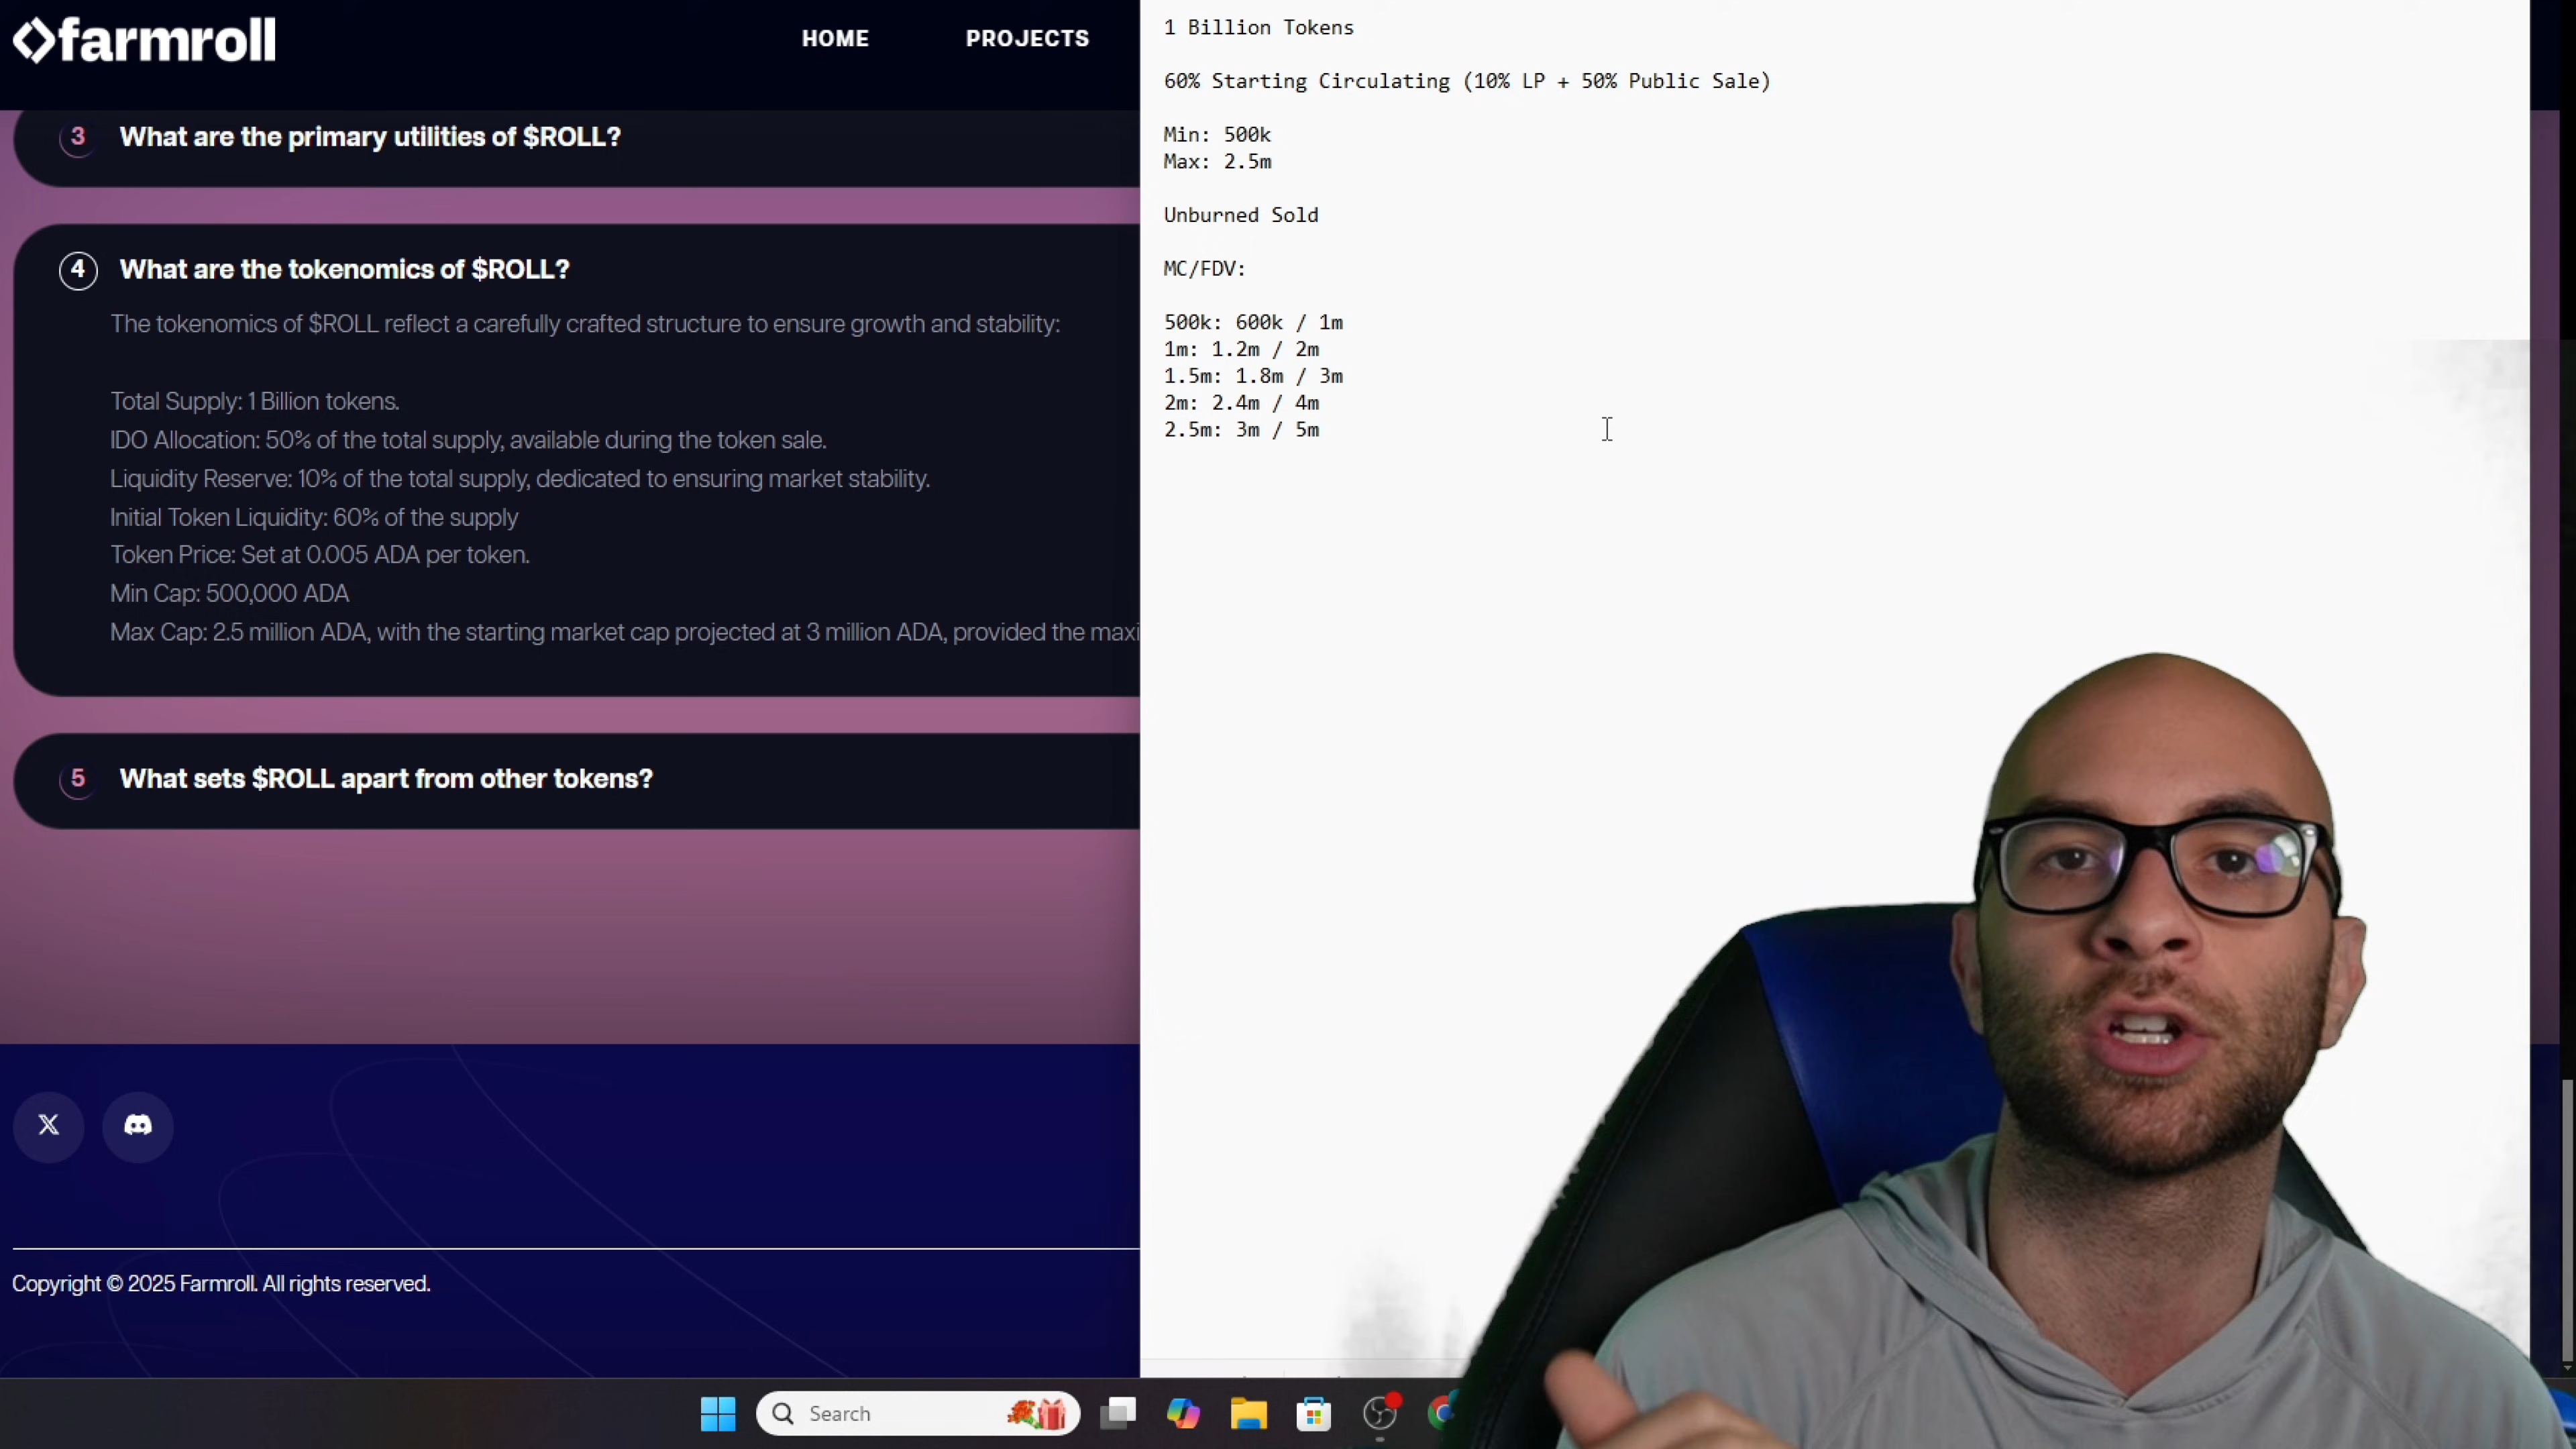 farmroll
HOME PROJECTS
3 What are the primary utilities of $ROLL?
4 What are the tokenomics of $ROLL?
The tokenomics of $ROLL reflect a carefully crafted structure to ensure growth and stability:
Total Supply: 1 Billion tokens.
IDO Allocation: 50% of the total supply, available during the token sale.
Liquidity Reserve: 10% of the total supply, dedicated to ensuring market stability.
Initial Token Liquidity: 60% of the supply
Token Price: Set at 0.005 ADA per token.
Min Cap: 500,000 ADA
Max Cap: 2.5 million ADA, with the starting market cap projected at 3 million ADA, provided the maxi
5 What sets $ROLL apart from other tokens?
Copyright © 2025 Farmroll. All rights reserved.
1 Billion Tokens
60% Starting Circulating (10% LP + 50% Public Sale)
Min: 500k
Max: 2.5m
Unburned Sold
MC/FDV:
500k: 600k / 1m
1m: 1.2m / 2m
1.5m: 1.8m / 3m
2m: 2.4m / 4m
2.5m: 3m / 5m
Search